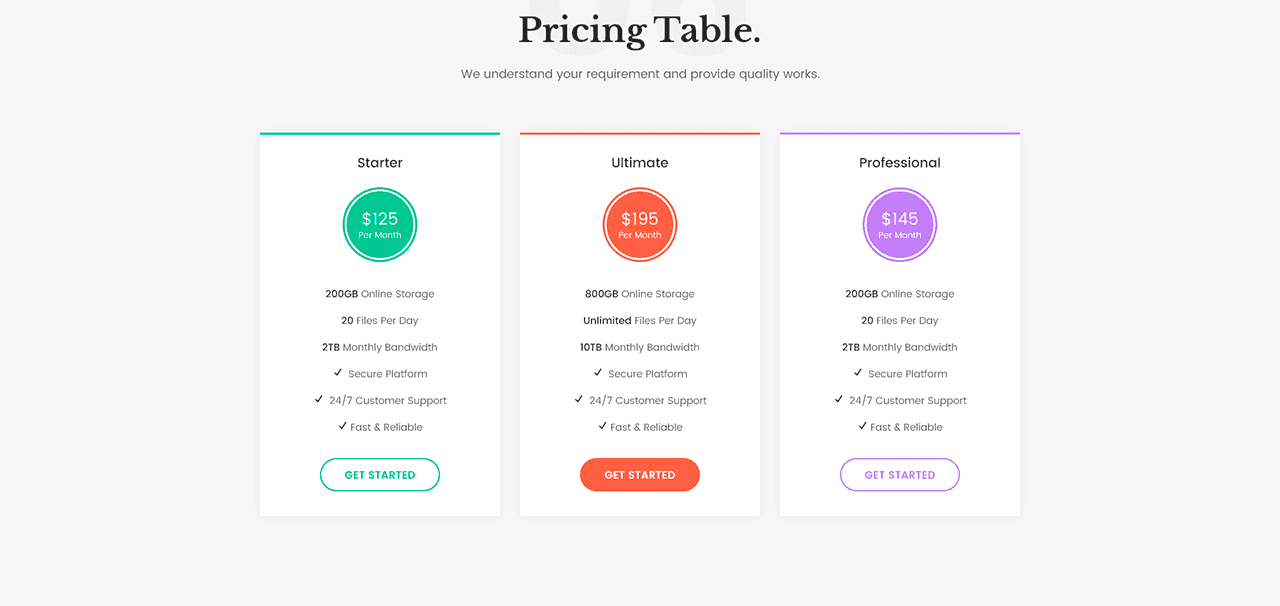 Pricing Table.
We understand your requirement and provide quality works.
Starter
$125
Per Month
200GB Online Storage
20 Files Per Day
2TB Monthly Bandwidth
✓ Secure Platform
✓ 24/7 Customer Support
✓ Fast & Reliable
GET STARTED
Ultimate
$195
Per Month
800GB Online Storage
Unlimited Files Per Day
10TB Monthly Bandwidth
✓ Secure Platform
✓ 24/7 Customer Support
✓ Fast & Reliable
GET STARTED
Professional
$145
Per Month
200GB Online Storage
20 Files Per Day
2TB Monthly Bandwidth
✓ Secure Platform
✓ 24/7 Customer Support
✓ Fast & Reliable
GET STARTED